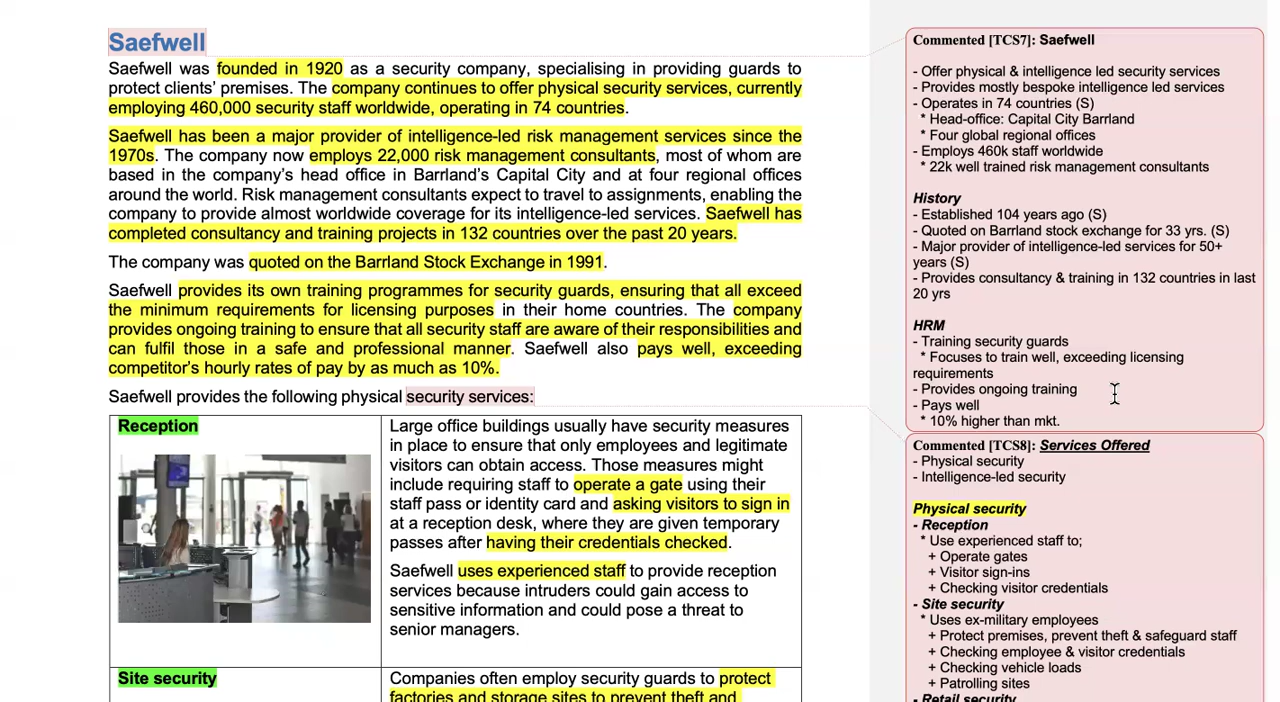 Saefwell
Saefwell was founded in 1920 as a security company, specialising in providing guards to
protect clients' premises. The company continues to offer physical security services, currently
employing 460,000 security staff worldwide, operating in 74 countries.
Saefwell has been a major provider of intelligence-led risk management services since the
1970s. The company now employs 22,000 risk management consultants, most of whom are
based in the company's head office in Barrland's Capital City and at four regional offices
around the world. Risk management consultants expect to travel to assignments, enabling the
company to provide almost worldwide coverage for its intelligence-led services. Saefwell has
completed consultancy and training projects in 132 countries over the past 20 years.
The company was quoted on the Barrland Stock Exchange in 1991.
Saefwell provides its own training programmes for security guards, ensuring that all exceed
the minimum requirements for licensing purposes in their home countries. The company
provides ongoing training to ensure that all security staff are aware of their responsibilities and
can fulfil those in a safe and professional manner. Saefwell also pays well, exceeding
competitor's hourly rates of pay by as much as 10%.
Saefwell provides the following physical security services:
Reception
Large office buildings usually have security measures
in place to ensure that only employees and legitimate
visitors can obtain access. Those measures might
include requiring staff to operate a gate using their
staff pass or identity card and asking visitors to sign in
at a reception desk, where they are given temporary
passes after having their credentials checked.
Saefwell uses experienced staff to provide reception
services because intruders could gain access to
sensitive information and could pose a threat to
senior managers.
Site security
Companies often employ security guards to protect
factories and storage sites to prevent theft and
Commented [TCS7]: Saefwell
- Offer physical & intelligence led security services
- Provides mostly bespoke intelligence led services
- Operates in 74 countries (S)
* Head-office: Capital City Barrland
* Four global regional offices
- Employs 460k staff worldwide
* 22k well trained risk management consultants
History
- Established 104 years ago (S)
- Quoted on Barrland stock exchange for 33 yrs. (S)
- Major provider of intelligence-led services for 50+
years (S)
- Provides consultancy & training in 132 countries in last
20 yrs
HRM
- Training security guards
* Focuses to train well, exceeding licensing
requirements
- Provides ongoing training
- Pays well
* 10% higher than mkt.
Commented [TCS8]: Services Offered
- Physical security
- Intelligence-led security
Physical security
- Reception
* Use experienced staff to;
+ Operate gates
+ Visitor sign-ins
+ Checking visitor credentials
- Site security
* Uses ex-military employees
+ Protect premises, prevent theft & safeguard staff
+ Checking employee & visitor credentials
+ Checking vehicle loads
+ Patrolling sites
- Retail security